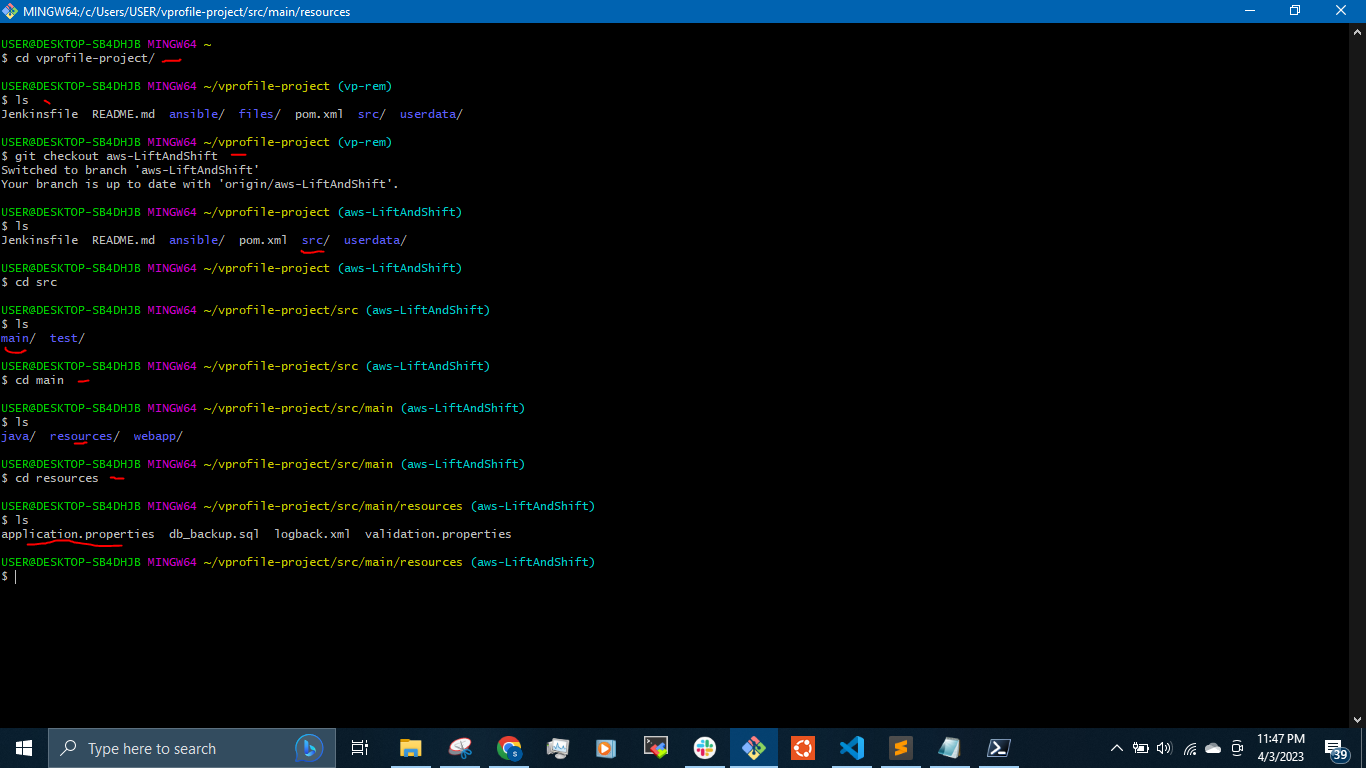 MINGW64:/c/Users/USER/vprofile-project/src/main/resources
USER@DESKTOP-SB4DHJB MINGW64 ~
$ cd vprofile-project/
USER@DESKTOP-SB4DHJB MINGW64 ~/vprofile-project (vp-rem)
$ ls
Jenkinsfile  README.md  ansible/  files/  pom.xml  src/  userdata/
USER@DESKTOP-SB4DHJB MINGW64 ~/vprofile-project (vp-rem)
$ git checkout aws-LiftAndShift
Switched to branch 'aws-LiftAndShift'
Your branch is up to date with 'origin/aws-LiftAndShift'.
USER@DESKTOP-SB4DHJB MINGW64 ~/vprofile-project (aws-LiftAndShift)
$ ls
Jenkinsfile  README.md  ansible/  pom.xml  src/  userdata/
USER@DESKTOP-SB4DHJB MINGW64 ~/vprofile-project (aws-LiftAndShift)
$ cd src
USER@DESKTOP-SB4DHJB MINGW64 ~/vprofile-project/src (aws-LiftAndShift)
$ ls
main/  test/
USER@DESKTOP-SB4DHJB MINGW64 ~/vprofile-project/src (aws-LiftAndShift)
$ cd main
USER@DESKTOP-SB4DHJB MINGW64 ~/vprofile-project/src/main (aws-LiftAndShift)
$ ls
java/  resources/  webapp/
USER@DESKTOP-SB4DHJB MINGW64 ~/vprofile-project/src/main (aws-LiftAndShift)
$ cd resources
USER@DESKTOP-SB4DHJB MINGW64 ~/vprofile-project/src/main/resources (aws-LiftAndShift)
$ ls
application.properties  db_backup.sql  logback.xml  validation.properties
USER@DESKTOP-SB4DHJB MINGW64 ~/vprofile-project/src/main/resources (aws-LiftAndShift)
$
Type here to search
11:47 PM
4/3/2023
39